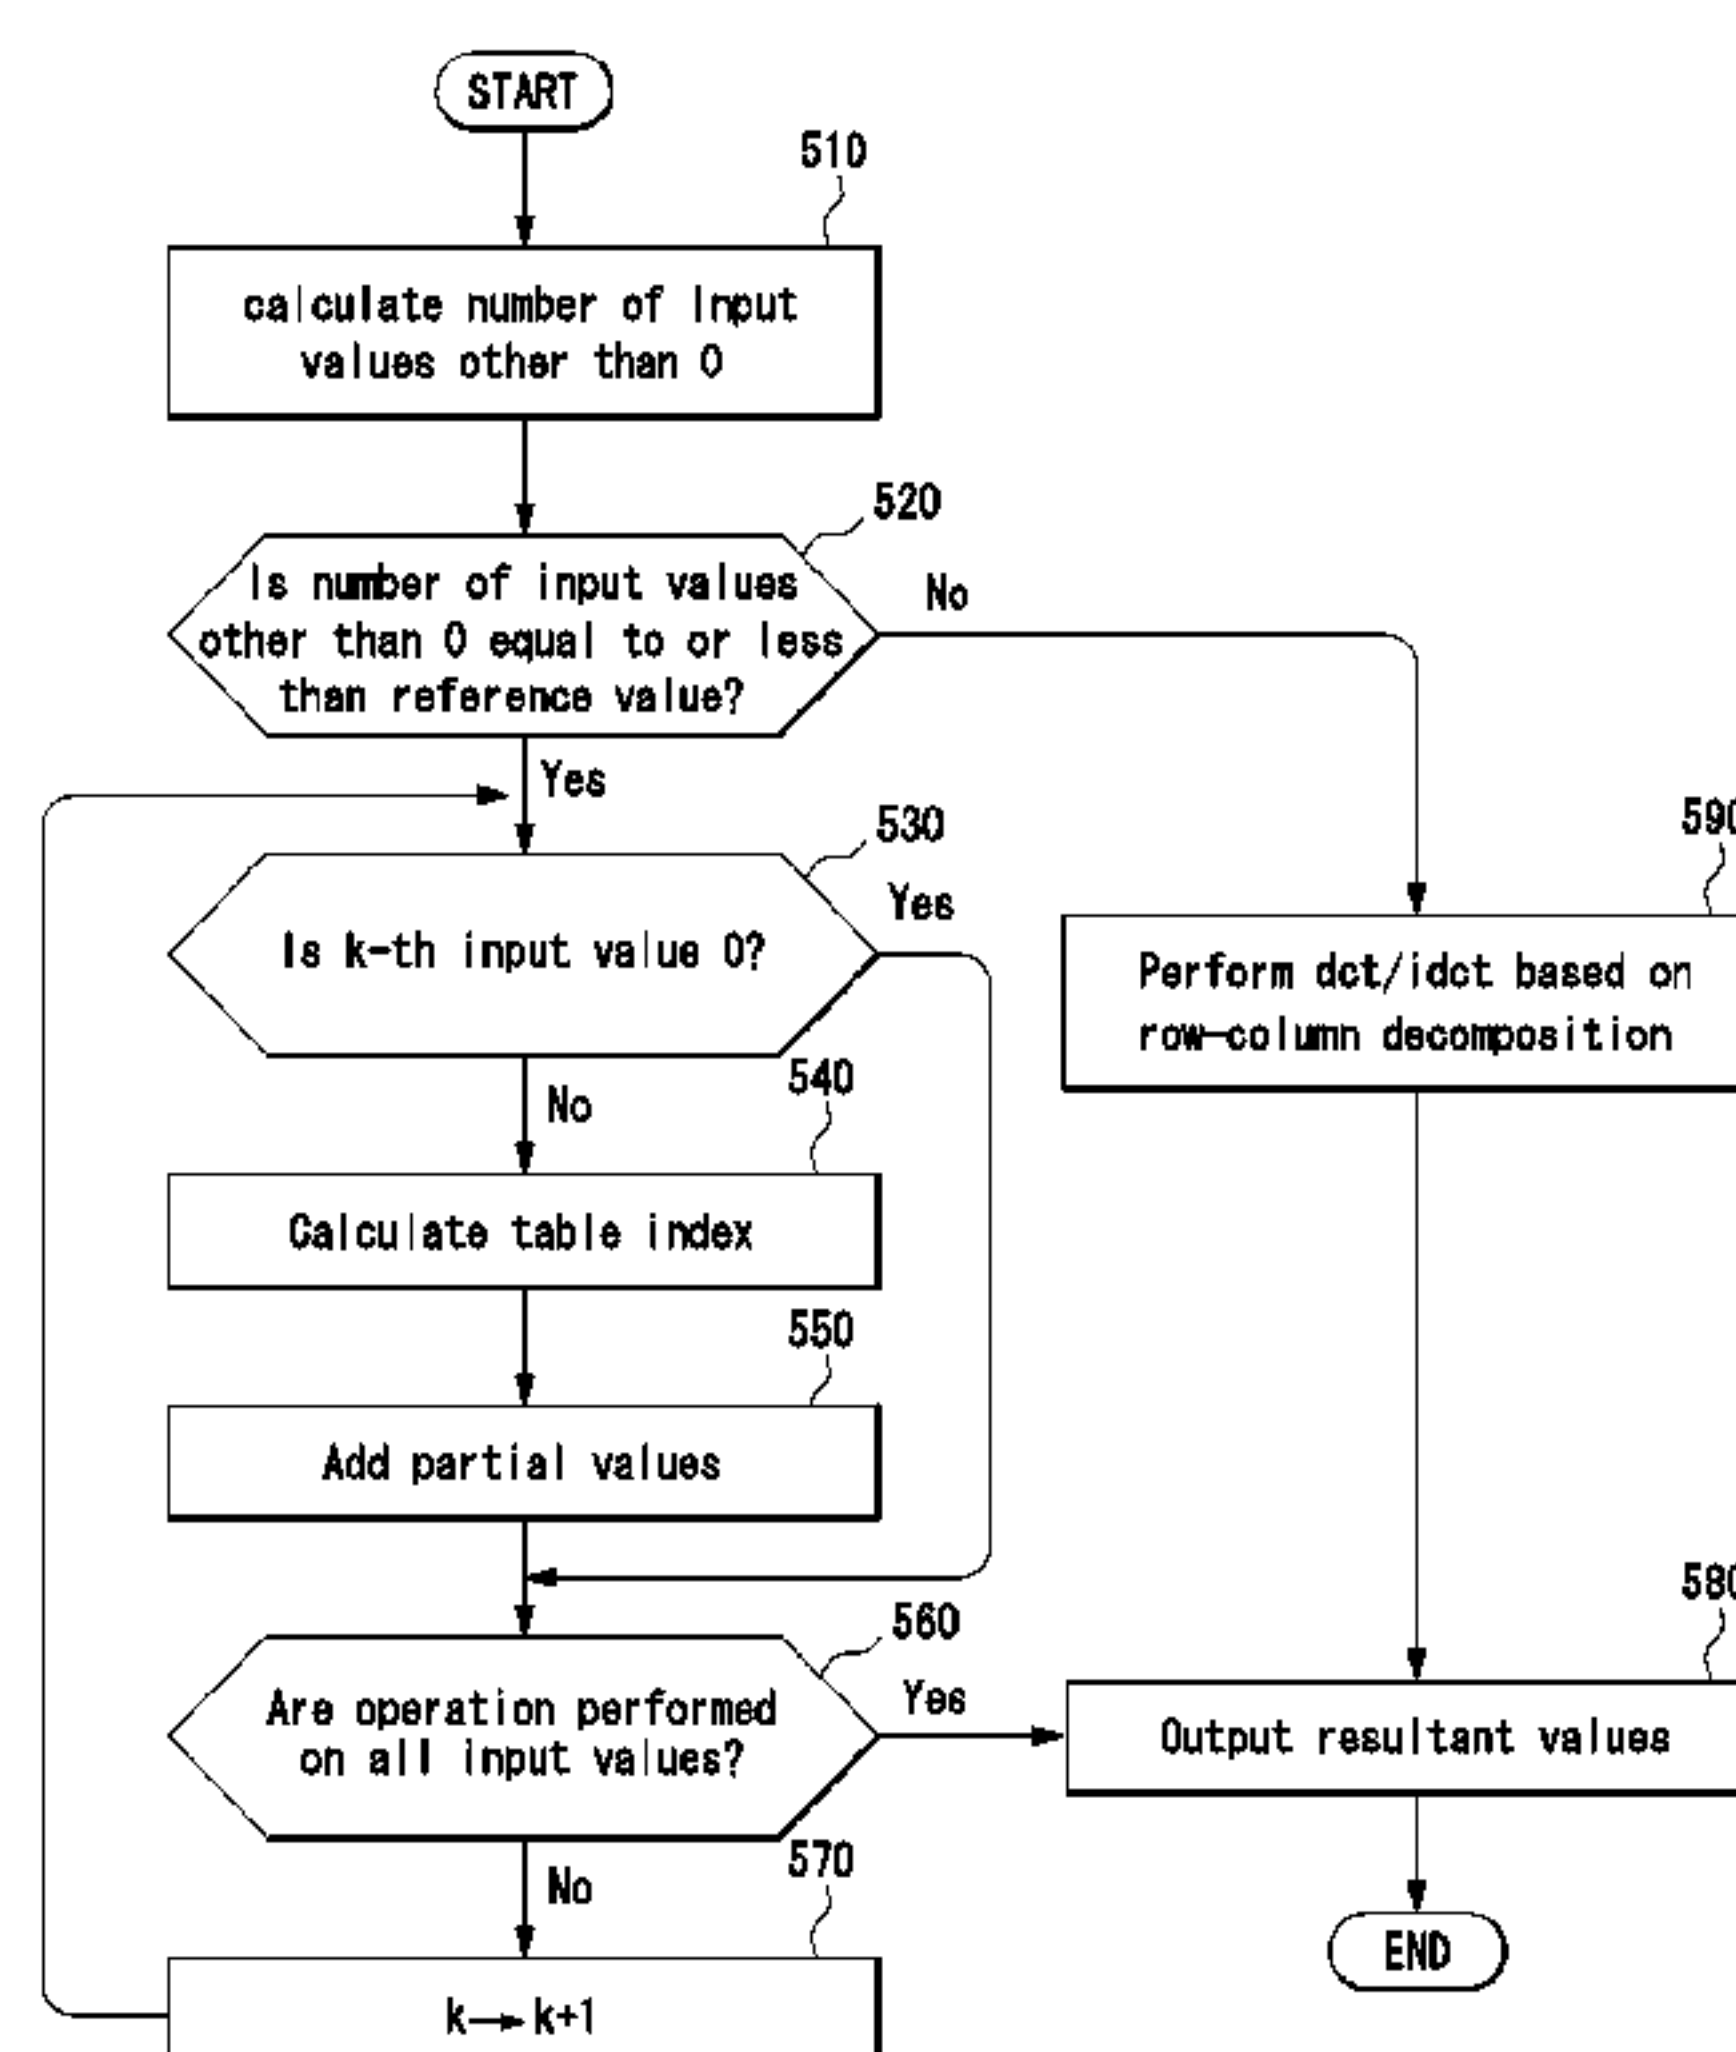 START
510
calculate number of input
values other than 0
520
Is number of input values
other than 0 equal to or less
than reference value?
No
Yes
530
Yes
590
Is k-th input value 0?
Perform dct/idct based on
row-column decomposition
No
540
Calculate table index
550
Add partial values
560
580
Are operation performed
on all input values?
Yes
Output resultant values
No
570
END
k→k+1